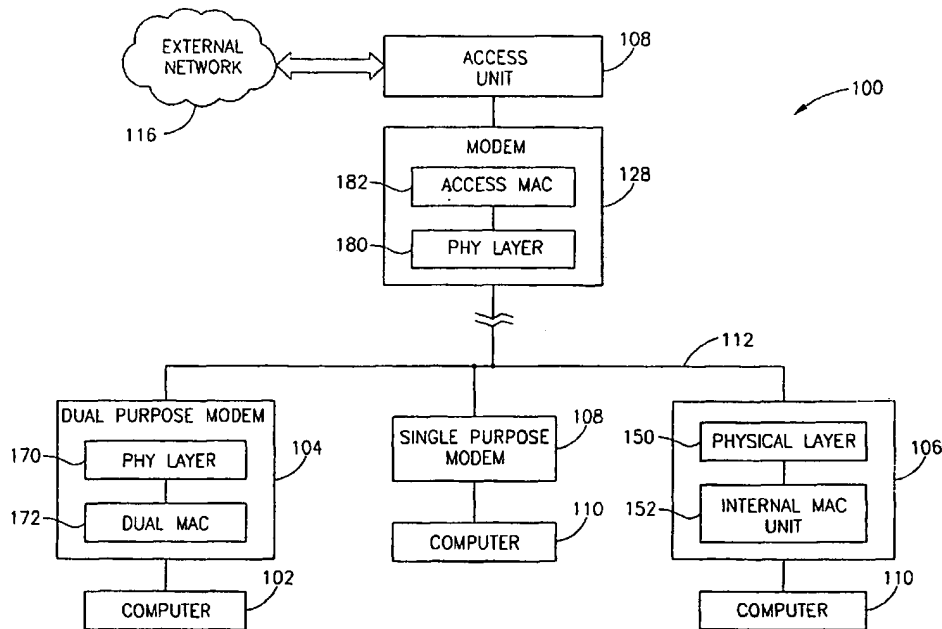 EXTERNAL
NETWORK
116
ACCESS
UNIT
108
100
MODEM
182
ACCESS MAC
128
180
PHY LAYER
112
DUAL PURPOSE MODEM
170
PHY LAYER
104
172
DUAL MAC
102
COMPUTER
SINGLE PURPOSE
MODEM
108
110
COMPUTER
150
PHYSICAL LAYER
106
152
INTERNAL MAC
UNIT
COMPUTER
110